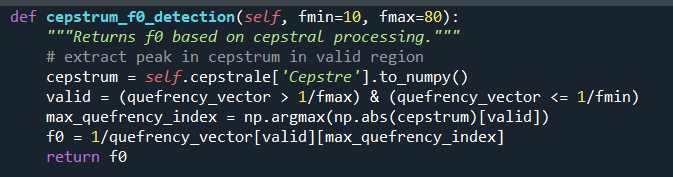 def cepstrum_f0_detection(self, fmin=10, fmax=80):
    """Returns f0 based on cepstral processing."""
    # extract peak in cepstrum in valid region
    cepstrum = self.cepstrale['Cepstre'].to_numpy()
    valid = (quefrency_vector > 1/fmax) & (quefrency_vector <= 1/fmin)
    max_quefrency_index = np.argmax(np.abs(cepstrum)[valid])
    f0 = 1/quefrency_vector[valid][max_quefrency_index]
    return f0